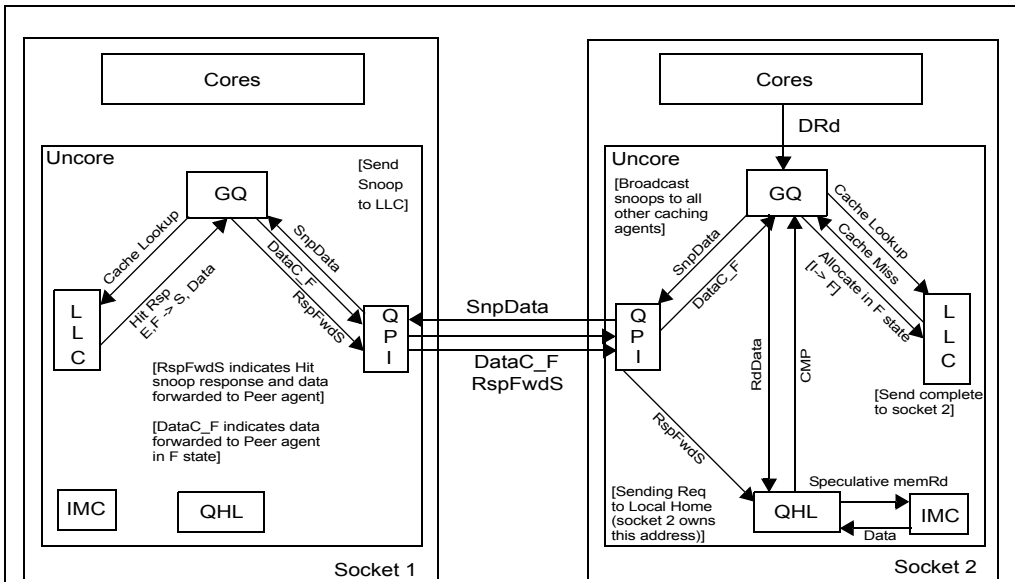 Cores
Uncore
[Send
Snoop
to LLC]
GQ
Cache Lookup
Hit Rsp
E,F -> S, Data
SnpData
DataC_F
RspFwdS
L
L
C
Q
P
I
[RspFwdS indicates Hit
snoop response and data
forwarded to Peer agent]
[DataC_F indicates data
forwarded to Peer agent
in F state]
IMC
QHL
Socket 1
SnpData
DataC_F
RspFwdS
Cores
DRd
Uncore
[Broadcast
snoops to all
other caching
agents]
GQ
SnpData
DataC_F
Cache Lookup
Cache Miss
Allocate in F state
[I-> F]
Q
P
I
L
L
C
RdData
CMP
[Send complete
to socket 2]
RspFwdS
[Sending Req
to Local Home
(socket 2 owns
this address)]
QHL
Speculative memRd
Data
IMC
Socket 2